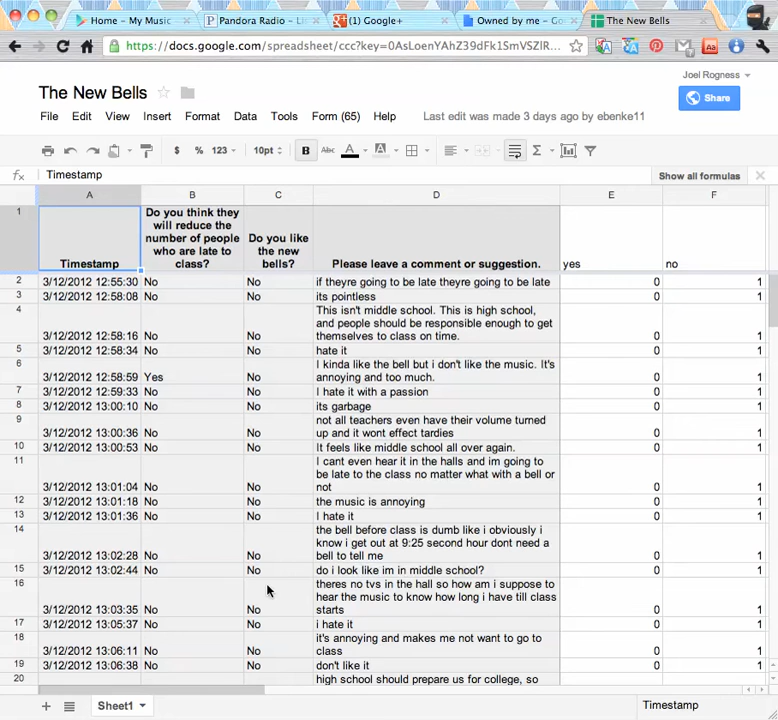 Home – My Music
Pandora Radio – Li
(1) Google+
Owned by me – Go
The New Bells
https://docs.google.com/spreadsheet/ccc?key=0AsLoenYAhZ39dFk1SmVSZlR...
The New Bells
Joel Rogness
Share
File Edit View Insert Format Data Tools Form (65) Help Last edit was made 3 days ago by ebenke11
$ % 123 10pt B Abc A A Σ
fx Timestamp Show all formulas
A B C D E F
1 Timestamp
Do you think they
will reduce the
number of people
who are late to
class?
Do you like
the new
bells?
Please leave a comment or suggestion.
yes
no
2 3/12/2012 12:55:30 No No if theyre going to be late theyre going to be late 0 1
3 3/12/2012 12:58:08 No No its pointless 0 1
4 This isn't middle school. This is high school,
and people should be responsible enough to get
3/12/2012 12:58:16 No No themselves to class on time. 0 1
5 3/12/2012 12:58:34 No No hate it 0 1
6 I kinda like the bell but i don't like the music. It's
3/12/2012 12:58:59 Yes No annoying and too much. 0 1
7 3/12/2012 12:59:33 No No I hate it with a passion 0 1
8 3/12/2012 13:00:10 No No its garbage 0 1
9 not all teachers even have their volume turned
3/12/2012 13:00:36 No No up and it wont effect tardies 0 1
10 3/12/2012 13:00:53 No No It feels like middle school all over again. 0 1
11 I cant even hear it in the halls and im going to
be late to the class no matter what with a bell or
3/12/2012 13:01:04 No No not 0 1
12 3/12/2012 13:01:18 No No the music is annoying 0 1
13 3/12/2012 13:01:36 No No I hate it 0 1
14 the bell before class is dumb like i obviously i
know i get out at 9:25 second hour dont need a
3/12/2012 13:02:28 No No bell to tell me 0 1
15 3/12/2012 13:02:44 No No do i look like im in middle school? 0 1
16 theres no tvs in the hall so how am i suppose to
hear the music to know how long i have till class
3/12/2012 13:03:35 No No starts 0 1
17 3/12/2012 13:05:37 No No i hate it 0 1
18 it's annoying and makes me not want to go to
3/12/2012 13:06:11 No No class 0 1
19 3/12/2012 13:06:38 No No don't like it 0 1
20 high school should prepare us for college, so
Sheet1
Timestamp